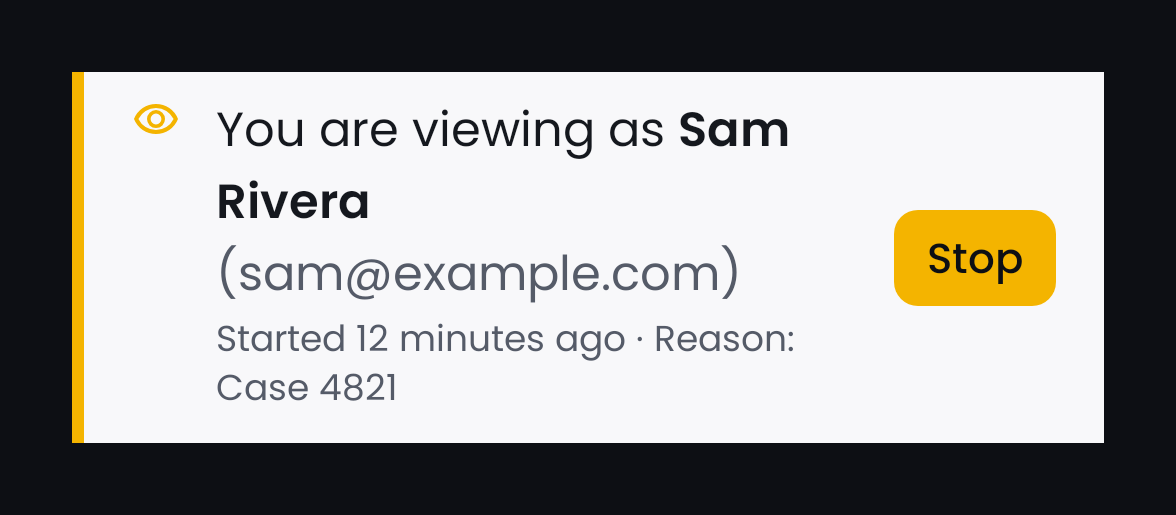 You are viewing as Sam
Rivera
(sam@example.com)
Started 12 minutes ago · Reason:
Case 4821
Stop